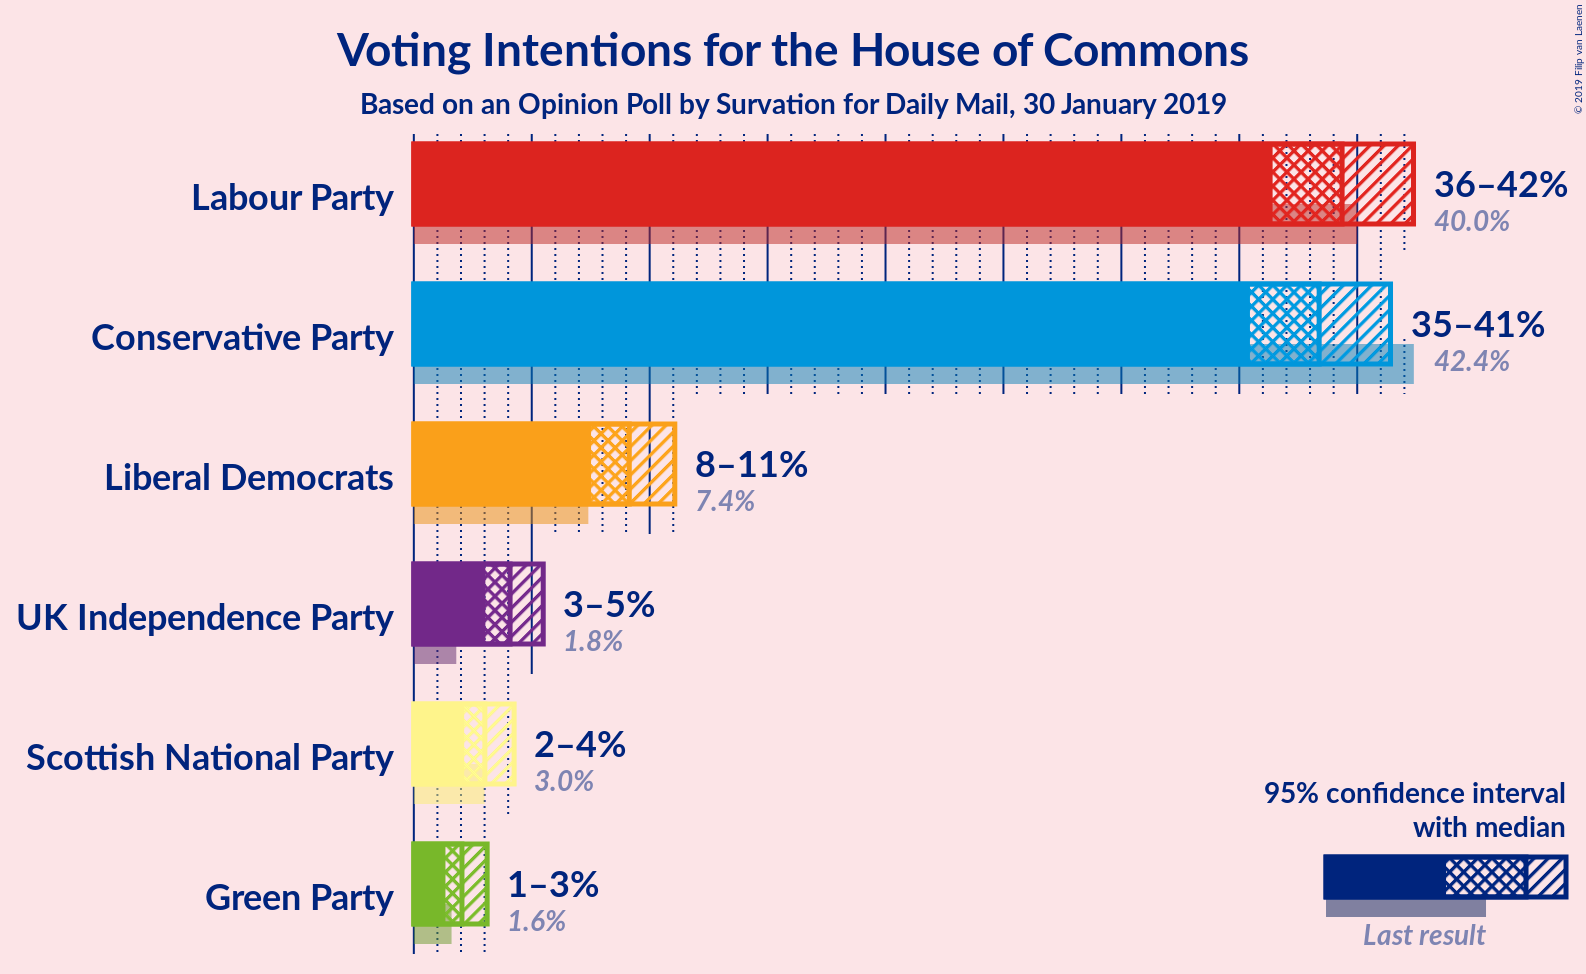 Voting Intentions for the House of Commons
Based on an Opinion Poll by Survation for Daily Mail, 30 January 2019
© 2019 Filip van Laenen
Labour Party
36–42%
40.0%
Conservative Party
35–41%
42.4%
Liberal Democrats
8–11%
7.4%
UK Independence Party
3–5%
1.8%
Scottish National Party
2–4%
3.0%
Green Party
1–3%
1.6%
95% confidence interval
with median
Last result